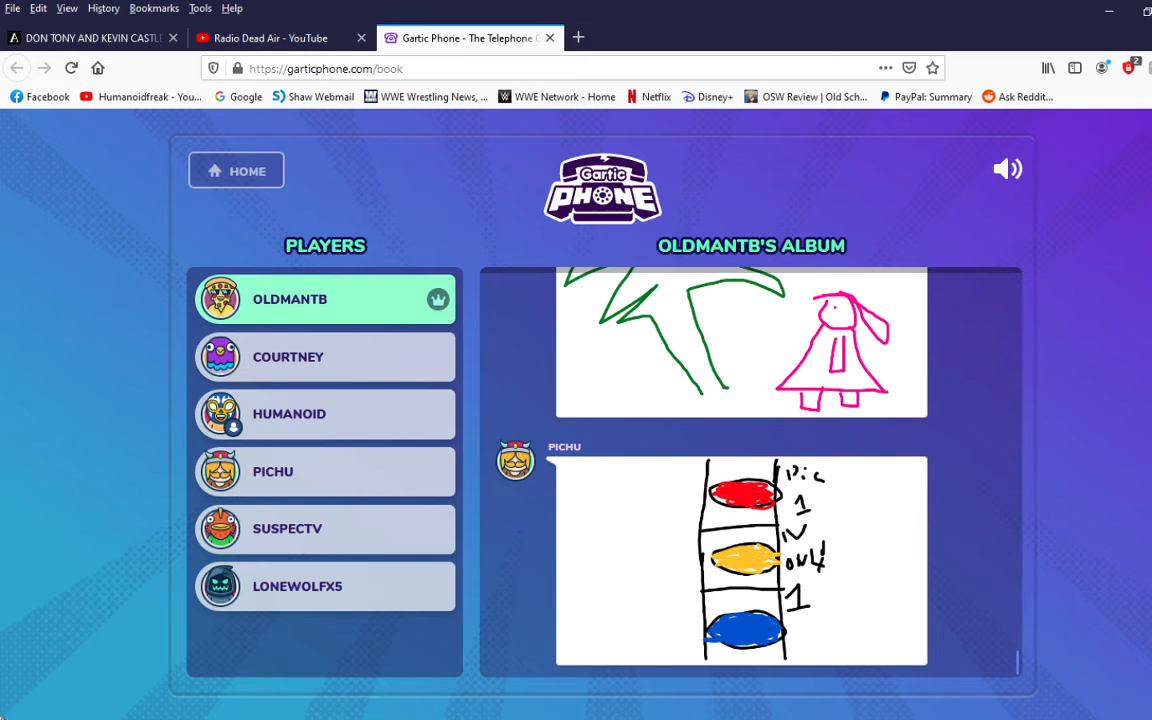 File Edit View History Bookmarks Tools Help
DON TONY AND KEVIN CASTLE
Radio Dead Air - YouTube
Gartic Phone - The Telephone G
https://garticphone.com/book
2
Facebook
Humanoidfreak - You...
Google
Shaw Webmail
WWE Wrestling News, ...
WWE Network - Home
Netflix
Disney+
OSW Review | Old Sch...
PayPal: Summary
Ask Reddit...
HOME
Gartic
PHONE
PLAYERS
OLDMANTB'S ALBUM
OLDMANTB
COURTNEY
HUMANOID
PICHU
SUSPECTV
LONEWOLFX5
PICHU
Pic
1
1